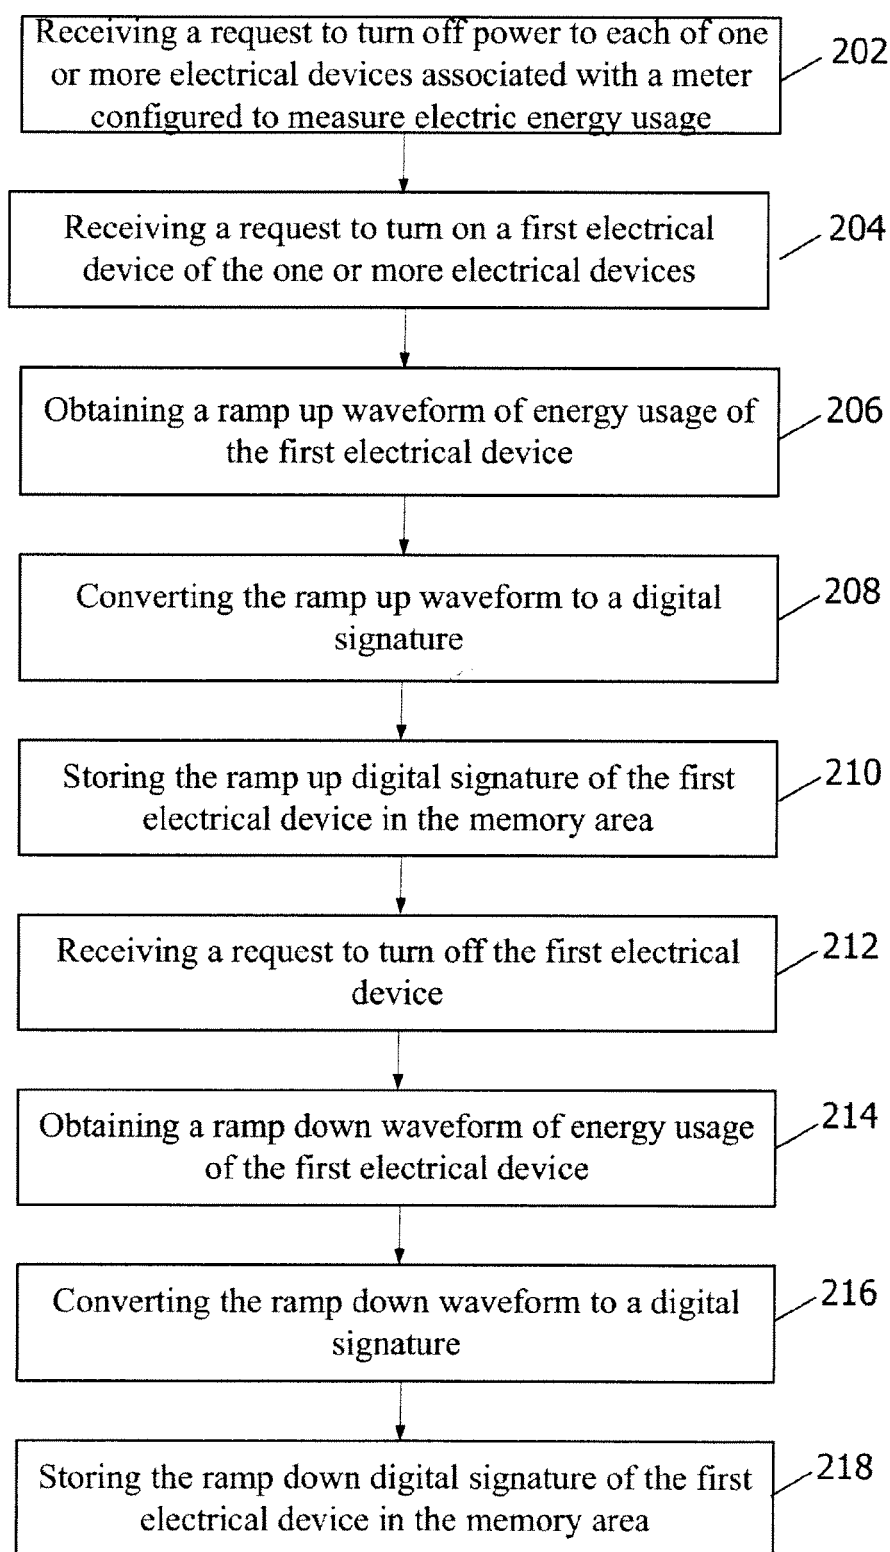 Receiving a request to turn off power to each of one
or more electrical devices associated with a meter
configured to measure electric energy usage
202
Receiving a request to turn on a first electrical
device of the one or more electrical devices
204
Obtaining a ramp up waveform of energy usage of
the first electrical device
206
Converting the ramp up waveform to a digital
signature
208
Storing the ramp up digital signature of the first
electrical device in the memory area
210
Receiving a request to turn off the first electrical
device
212
Obtaining a ramp down waveform of energy usage
of the first electrical device
214
Converting the ramp down waveform to a digital
signature
216
Storing the ramp down digital signature of the first
electrical device in the memory area
218